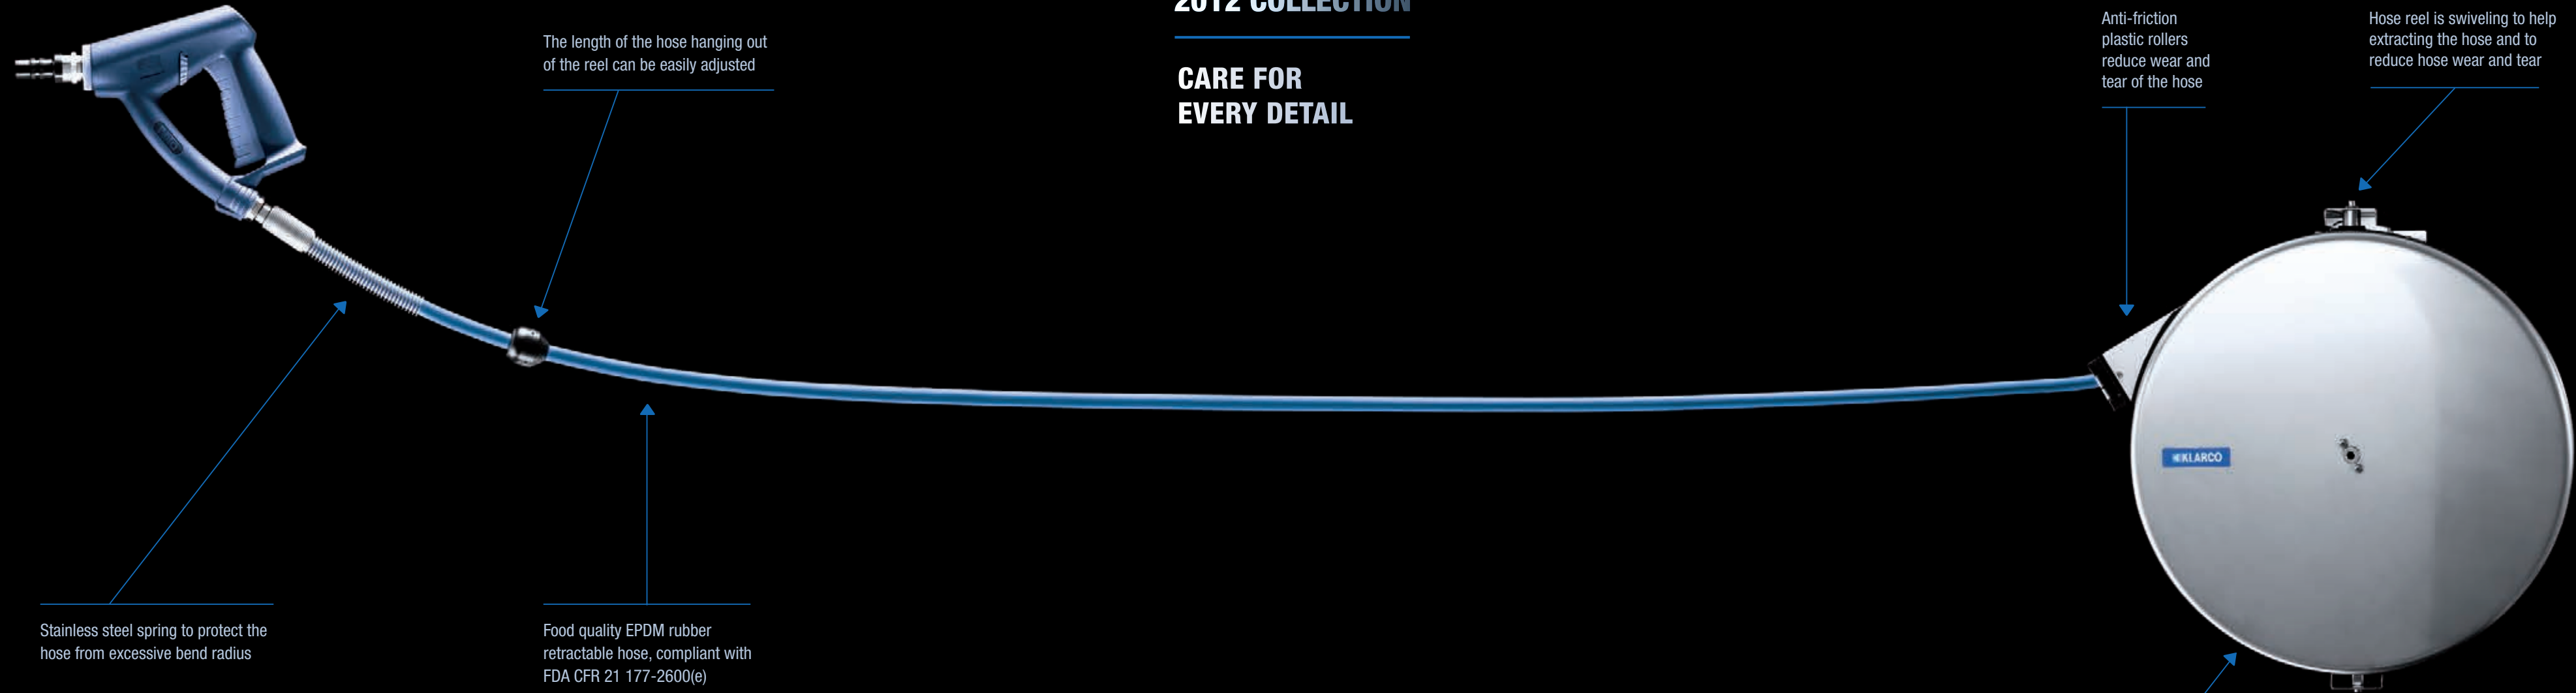 2012 COLLECTION
CARE FOR
EVERY DETAIL
The length of the hose hanging out
of the reel can be easily adjusted
Anti-friction
plastic rollers
reduce wear and
tear of the hose
Hose reel is swiveling to help
extracting the hose and to
reduce hose wear and tear
KLARCO
Stainless steel spring to protect the
hose from excessive bend radius
Food quality EPDM rubber
retractable hose, compliant with
FDA CFR 21 177-2600(e)